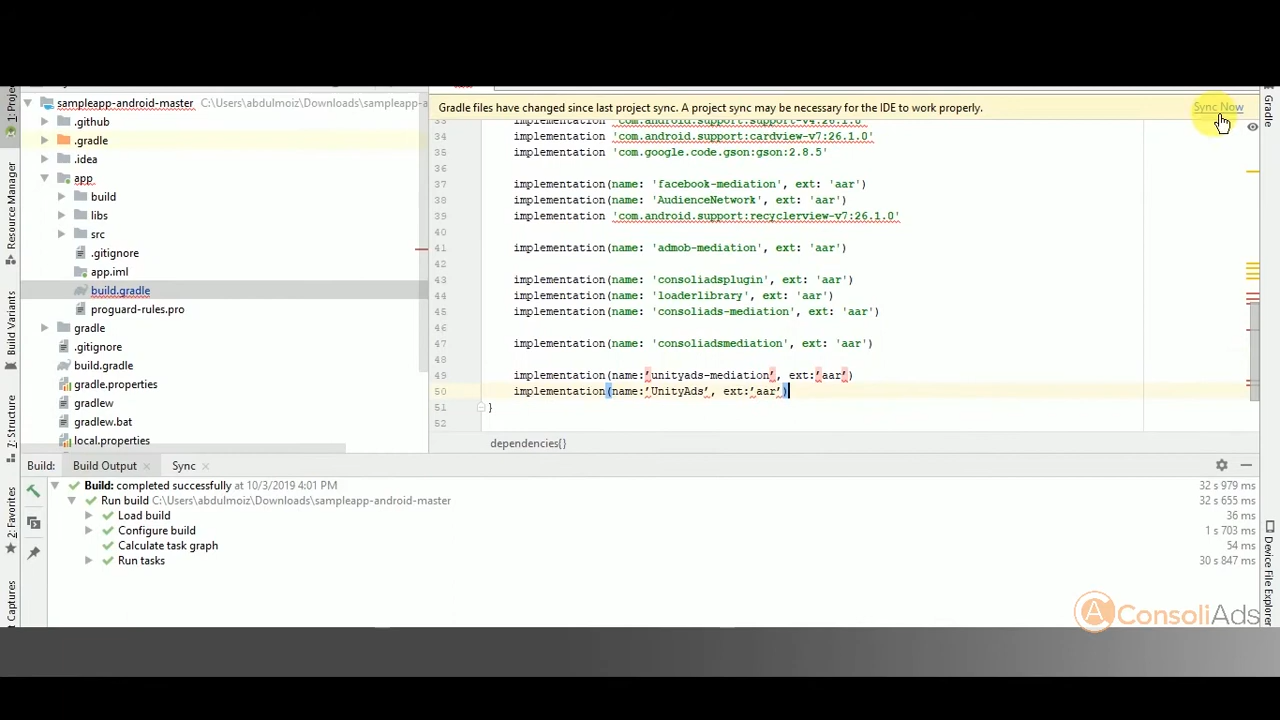 sampleapp-android-master C:\Users\abdulmoiz\Downloads\sampleapp-a
.github
.gradle
.idea
app
build
libs
src
.gitignore
app.iml
build.gradle
proguard-rules.pro
gradle
.gitignore
build.gradle
gradle.properties
gradlew
gradlew.bat
local.properties
Resource Manager
Build Variants
Z: Structure
2: Favorites
Captures
Gradle files have changed since last project sync. A project sync may be necessary for the IDE to work properly. Sync Now
33 implementation 'com.android.support:support-v4:26.1.0'
34 implementation 'com.android.support:cardview-v7:26.1.0'
35 implementation 'com.google.code.gson:gson:2.8.5'
36
37 implementation(name: 'facebook-mediation', ext: 'aar')
38 implementation(name: 'AudienceNetwork', ext: 'aar')
39 implementation 'com.android.support:recyclerview-v7:26.1.0'
40
41 implementation(name: 'admob-mediation', ext: 'aar')
42
43 implementation(name: 'consoliadsplugin', ext: 'aar')
44 implementation(name: 'loaderlibrary', ext: 'aar')
45 implementation(name: 'consoliads-mediation', ext: 'aar')
46
47 implementation(name: 'consoliadsmediation', ext: 'aar')
48
49 implementation(name:’unityads-mediation’, ext:’aar’)
50 implementation(name:’UnityAds’, ext:’aar’)
51 }
52
dependencies{}
Gradle
Device File Explorer
Build: Build Output × Sync ×
Build: completed successfully at 10/3/2019 4:01 PM 32 s 979 ms
Run build C:\Users\abdulmoiz\Downloads\sampleapp-android-master 32 s 655 ms
Load build 36 ms
Configure build 1 s 703 ms
Calculate task graph 54 ms
Run tasks 30 s 847 ms
ConsoliAds